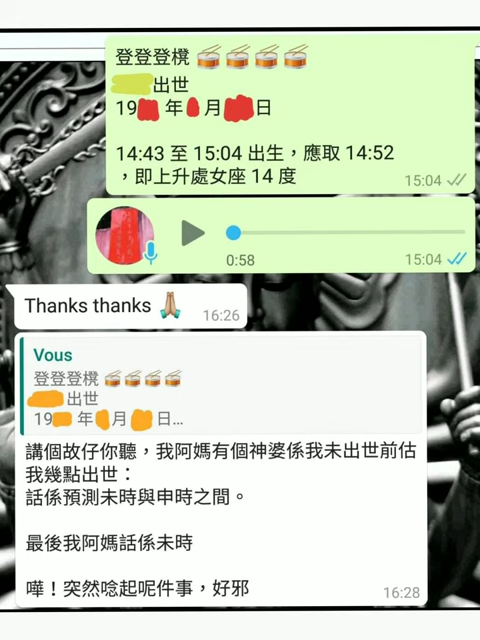 登登登櫈 🥁 🥁 🥁 🥁
出世
19 年 月 日
14:43 至 15:04 出生，應取 14:52
，即上升處女座 14 度
15:04
0:58
15:04
Thanks thanks 🙏🏽
16:26
Vous
登登登櫈 🥁 🥁 🥁 🥁
出世
19 年 月 日...
講個故仔你聽，我阿媽有個神婆係我未出世前估
我幾點出世：
話係預測未時與申時之間。
最後我阿媽話係未時
嘩！突然唸起呢件事，好邪
16:28